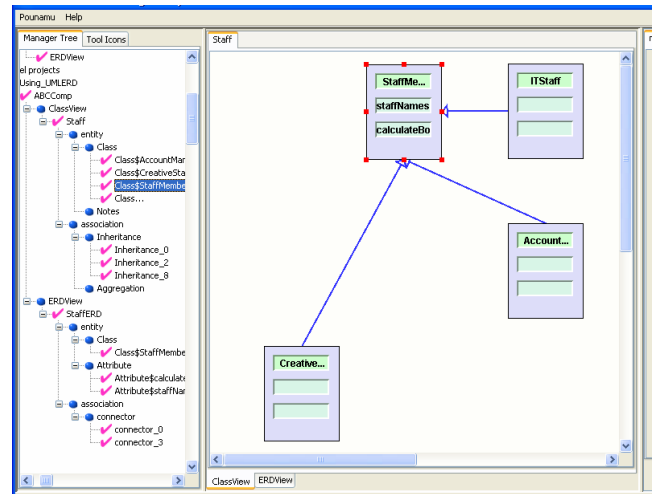 Pounamu Help
Manager Tree Tool Icons
ERDView
el projects
Using_UMLERD
ABCComp
ClassView
Staff
entity
Class
Class$AccountMar
Class$CreativeSta
Class$StaffMembe
Class...
Notes
association
Inheritance
Inheritance_0
Inheritance_2
Inheritance_8
Aggregation
ERDView
StaffERD
entity
Class
Class$StaffMembe
Attribute
Attribute$calculate
Attribute$staffNar
association
connector
connector_0
connector_3
Staff
StaffMe...
staffNames
calculateBo
ITStaff
Account...
Creative...
ClassView ERDView